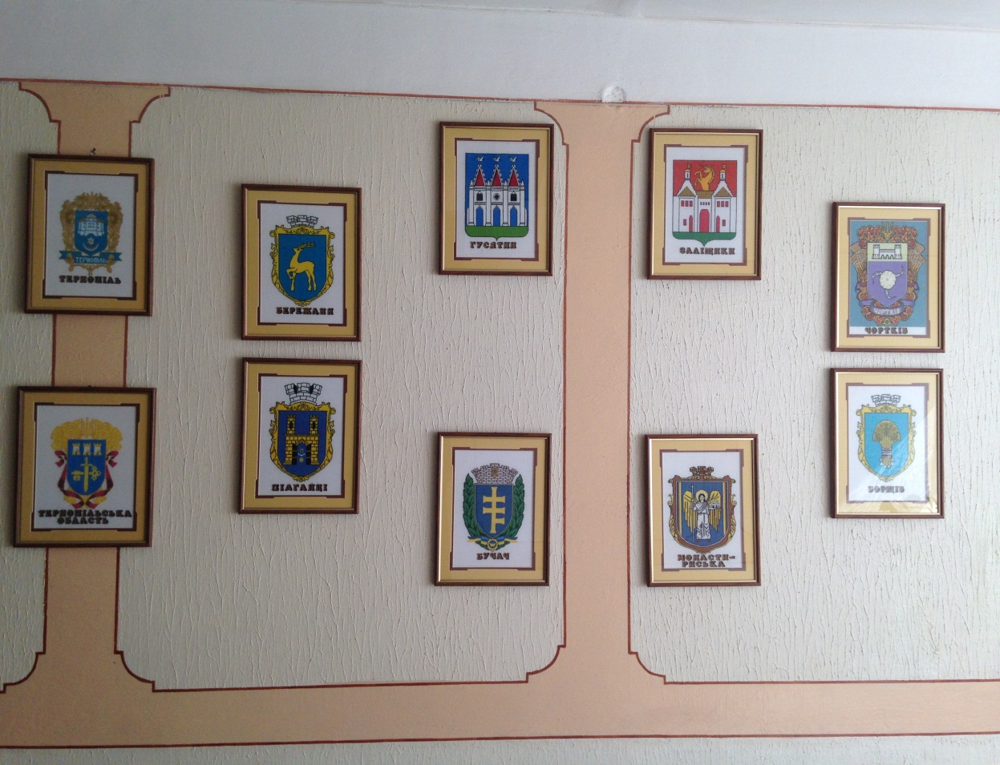 ТЕРНОПІЛЬ
ТЕРНОПІЛЬ
БЕРЕЖАНИ
ГУСЯТИН
ЗАЛІЩИКИ
ЧОРТКІВ
ЧОРТКІВ
ТЕРНОПІЛЬСЬКА
ОБЛАСТЬ
ПІДГАЙЦІ
БУЧАЧ
МОНАСТИ-
РИСЬКА
БОРЩІВ